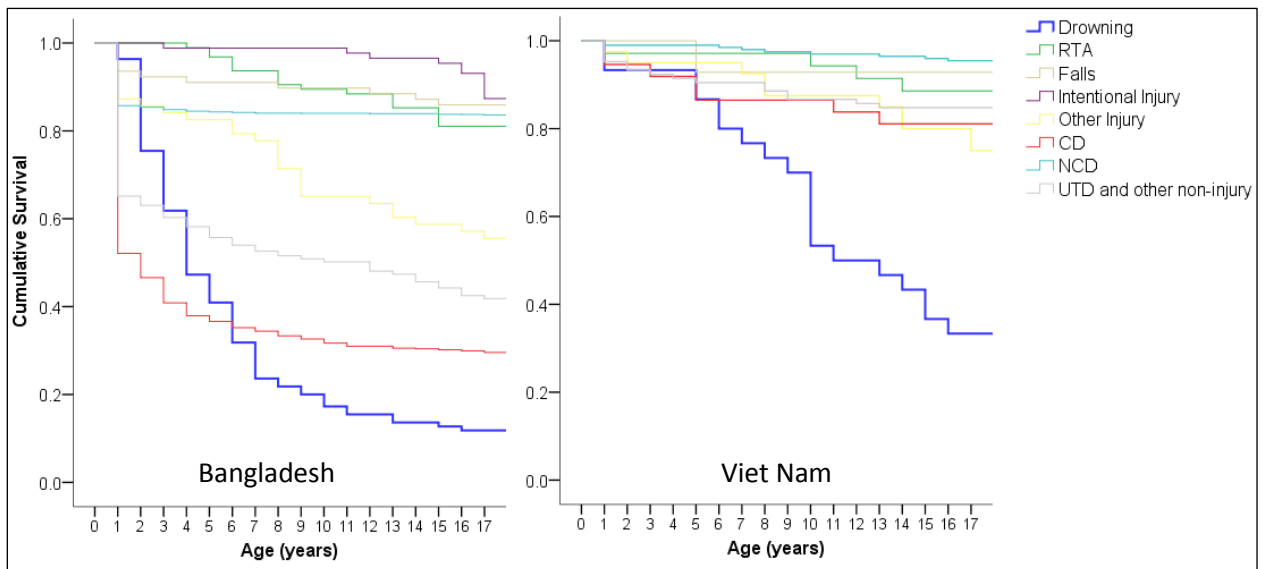 Cumulative Survival
1.0
0.8
0.6
0.4
0.2
0.0
Bangladesh
0 1 2 3 4 5 6 7 8 9 10 11 12 13 14 15 16 17
Age (years)
1.0
0.8
0.6
0.4
0.2
0.0
Viet Nam
0 1 2 3 4 5 6 7 8 9 10 11 12 13 14 15 16 17
Age (years)
Drowning
RTA
Falls
Intentional Injury
Other Injury
CD
NCD
UTD and other non-injury